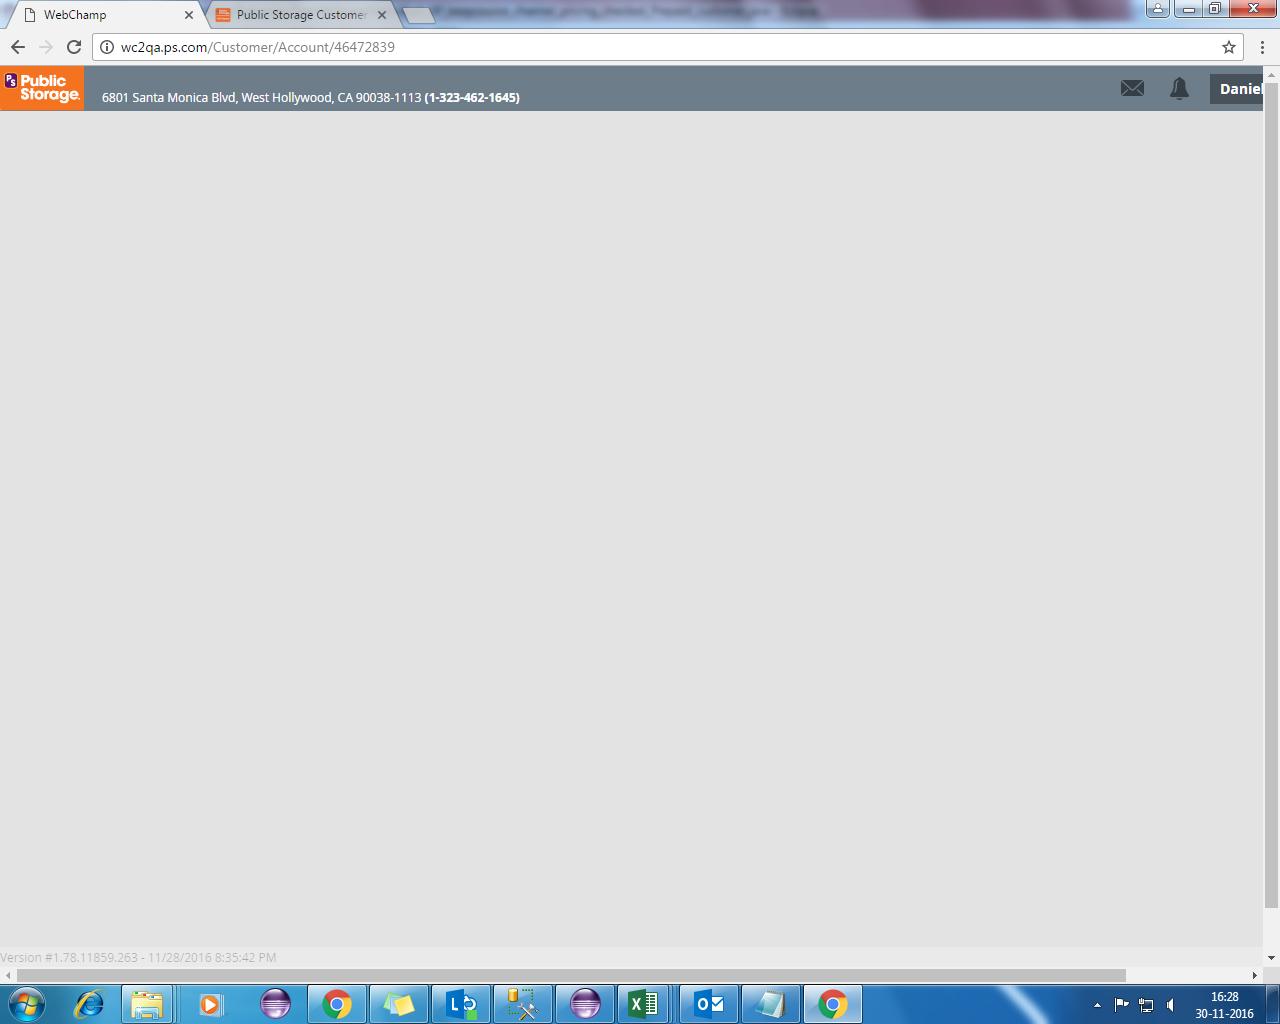 WebChamp
Public Storage Customer
wc2qa.ps.com/Customer/Account/46472839
PS Public Storage.
6801 Santa Monica Blvd, West Hollywood, CA 90038-1113 (1-323-462-1645)
Daniel
Version #1.78.11859.263 - 11/28/2016 8:35:42 PM
16:28
30-11-2016